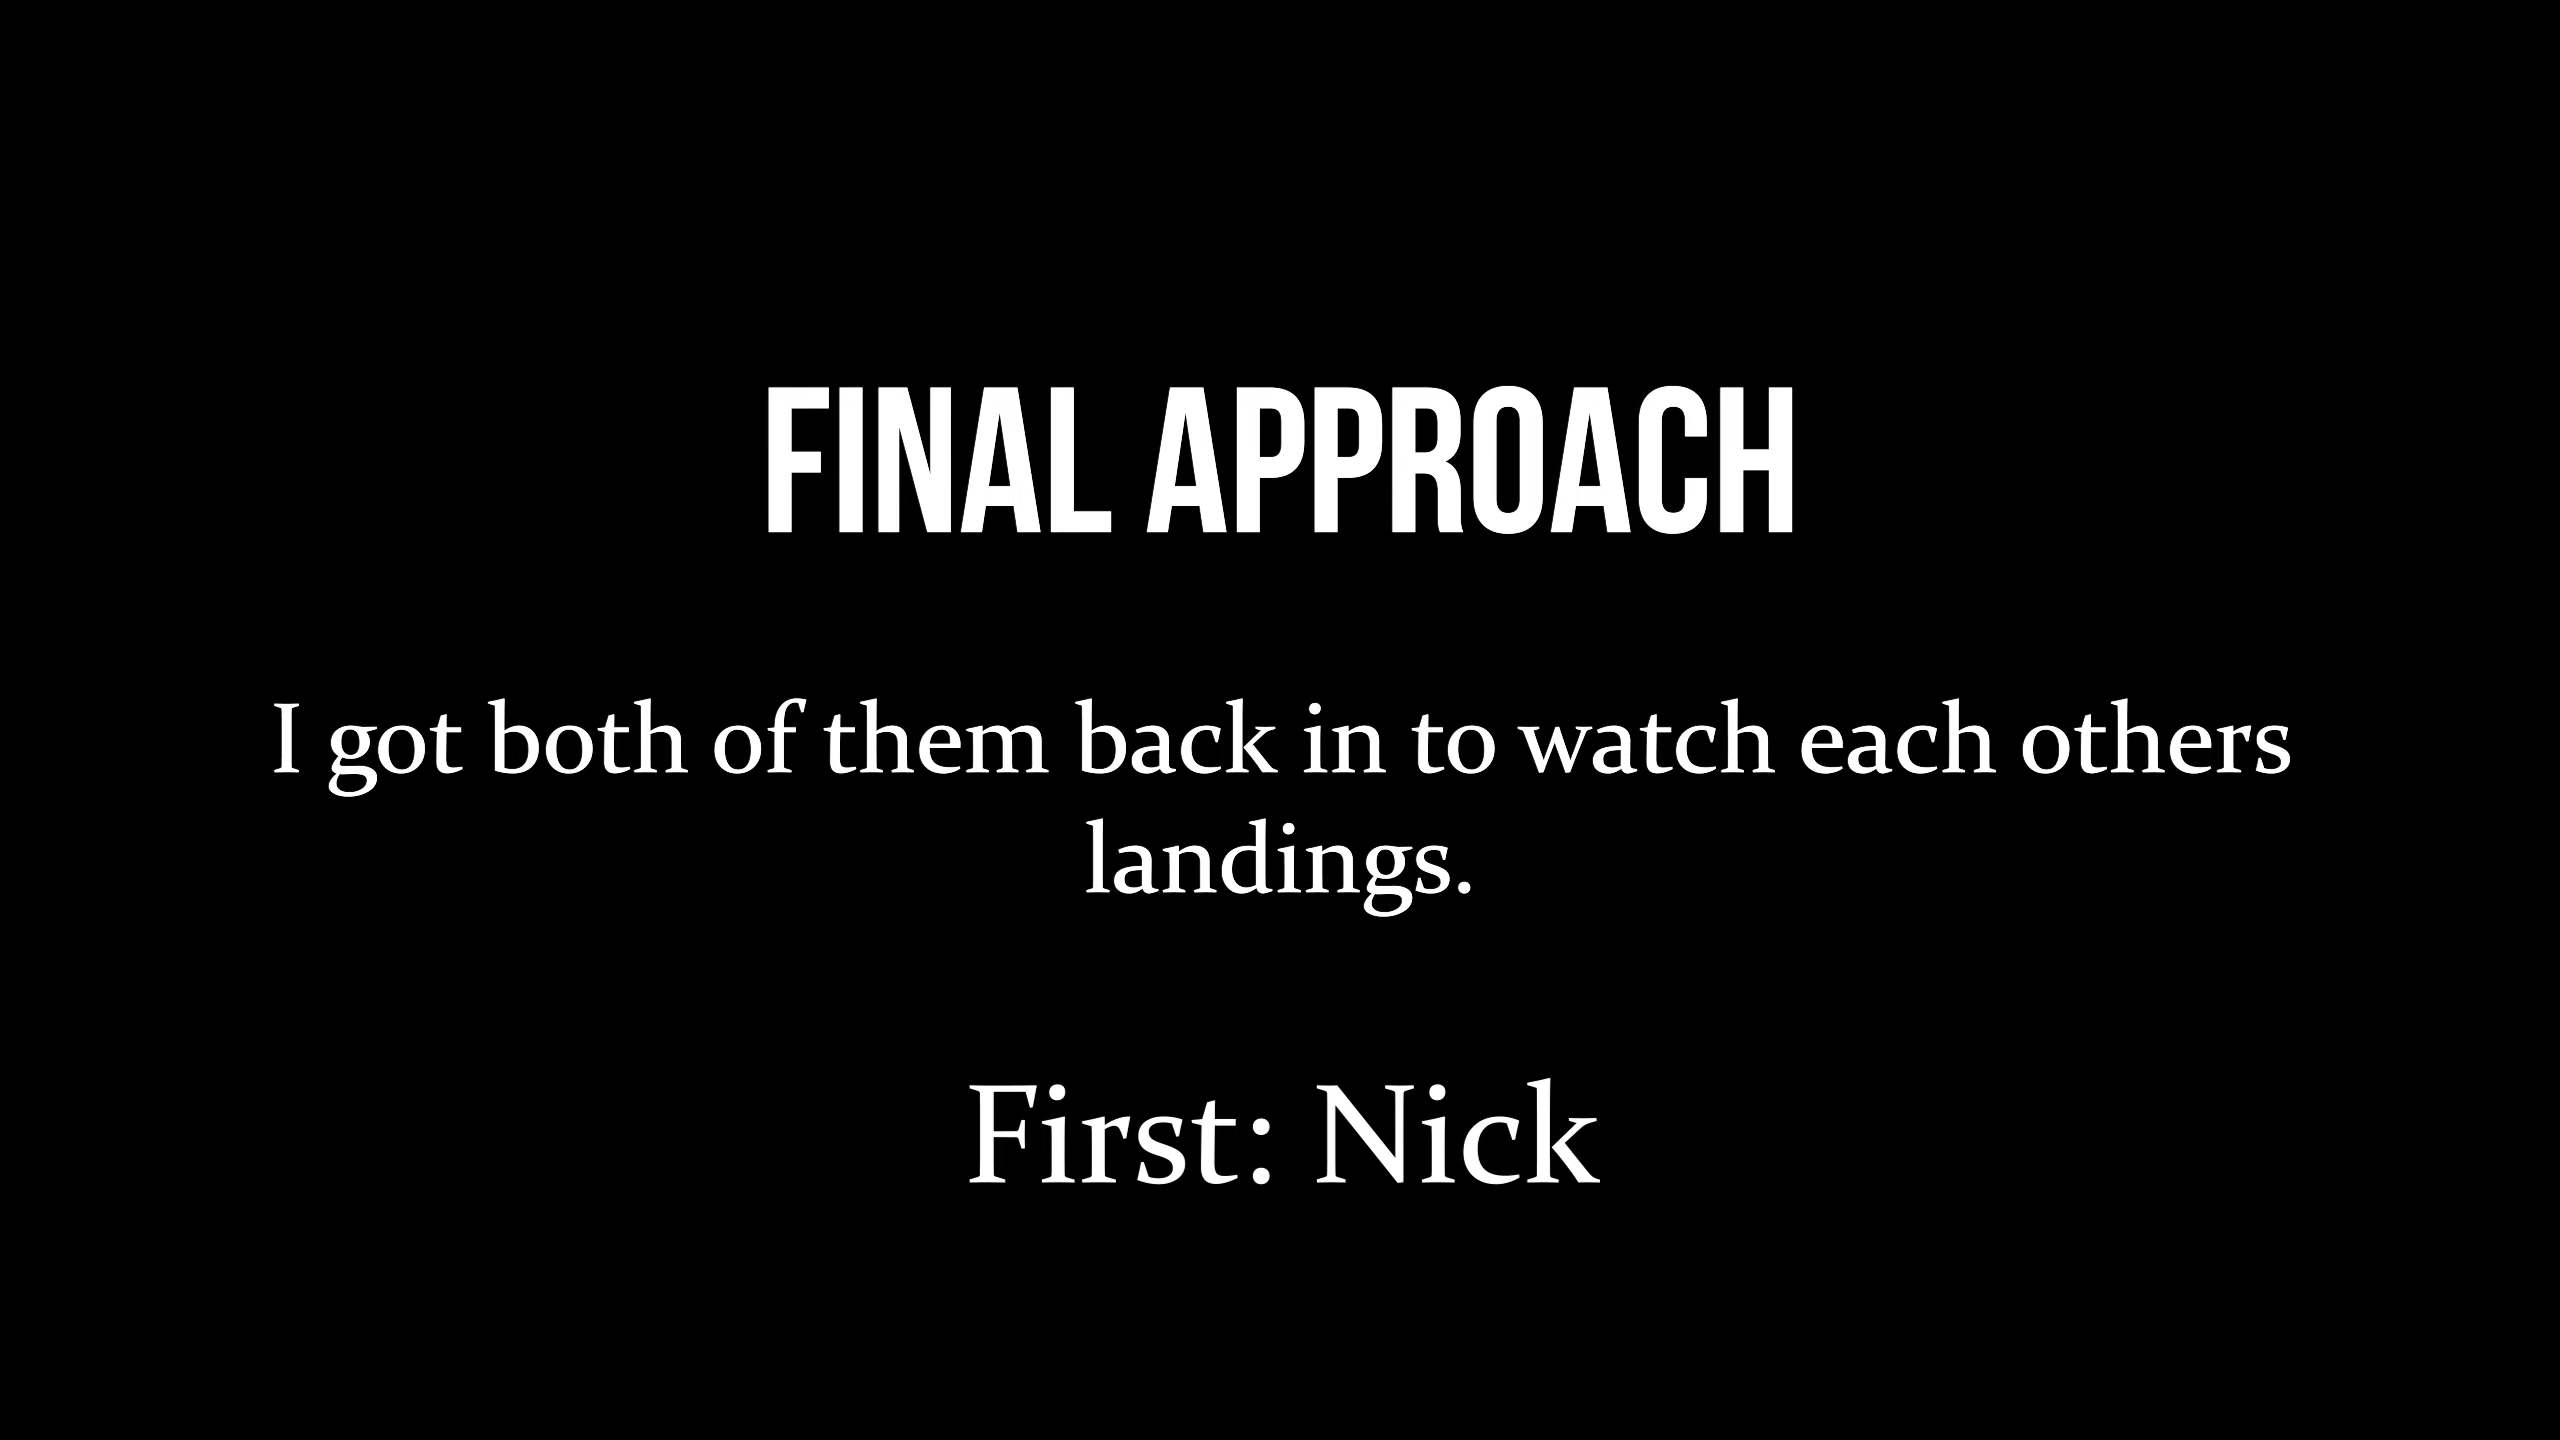 FINAL APPROACH
I got both of them back in to watch each others
landings.
First: Nick